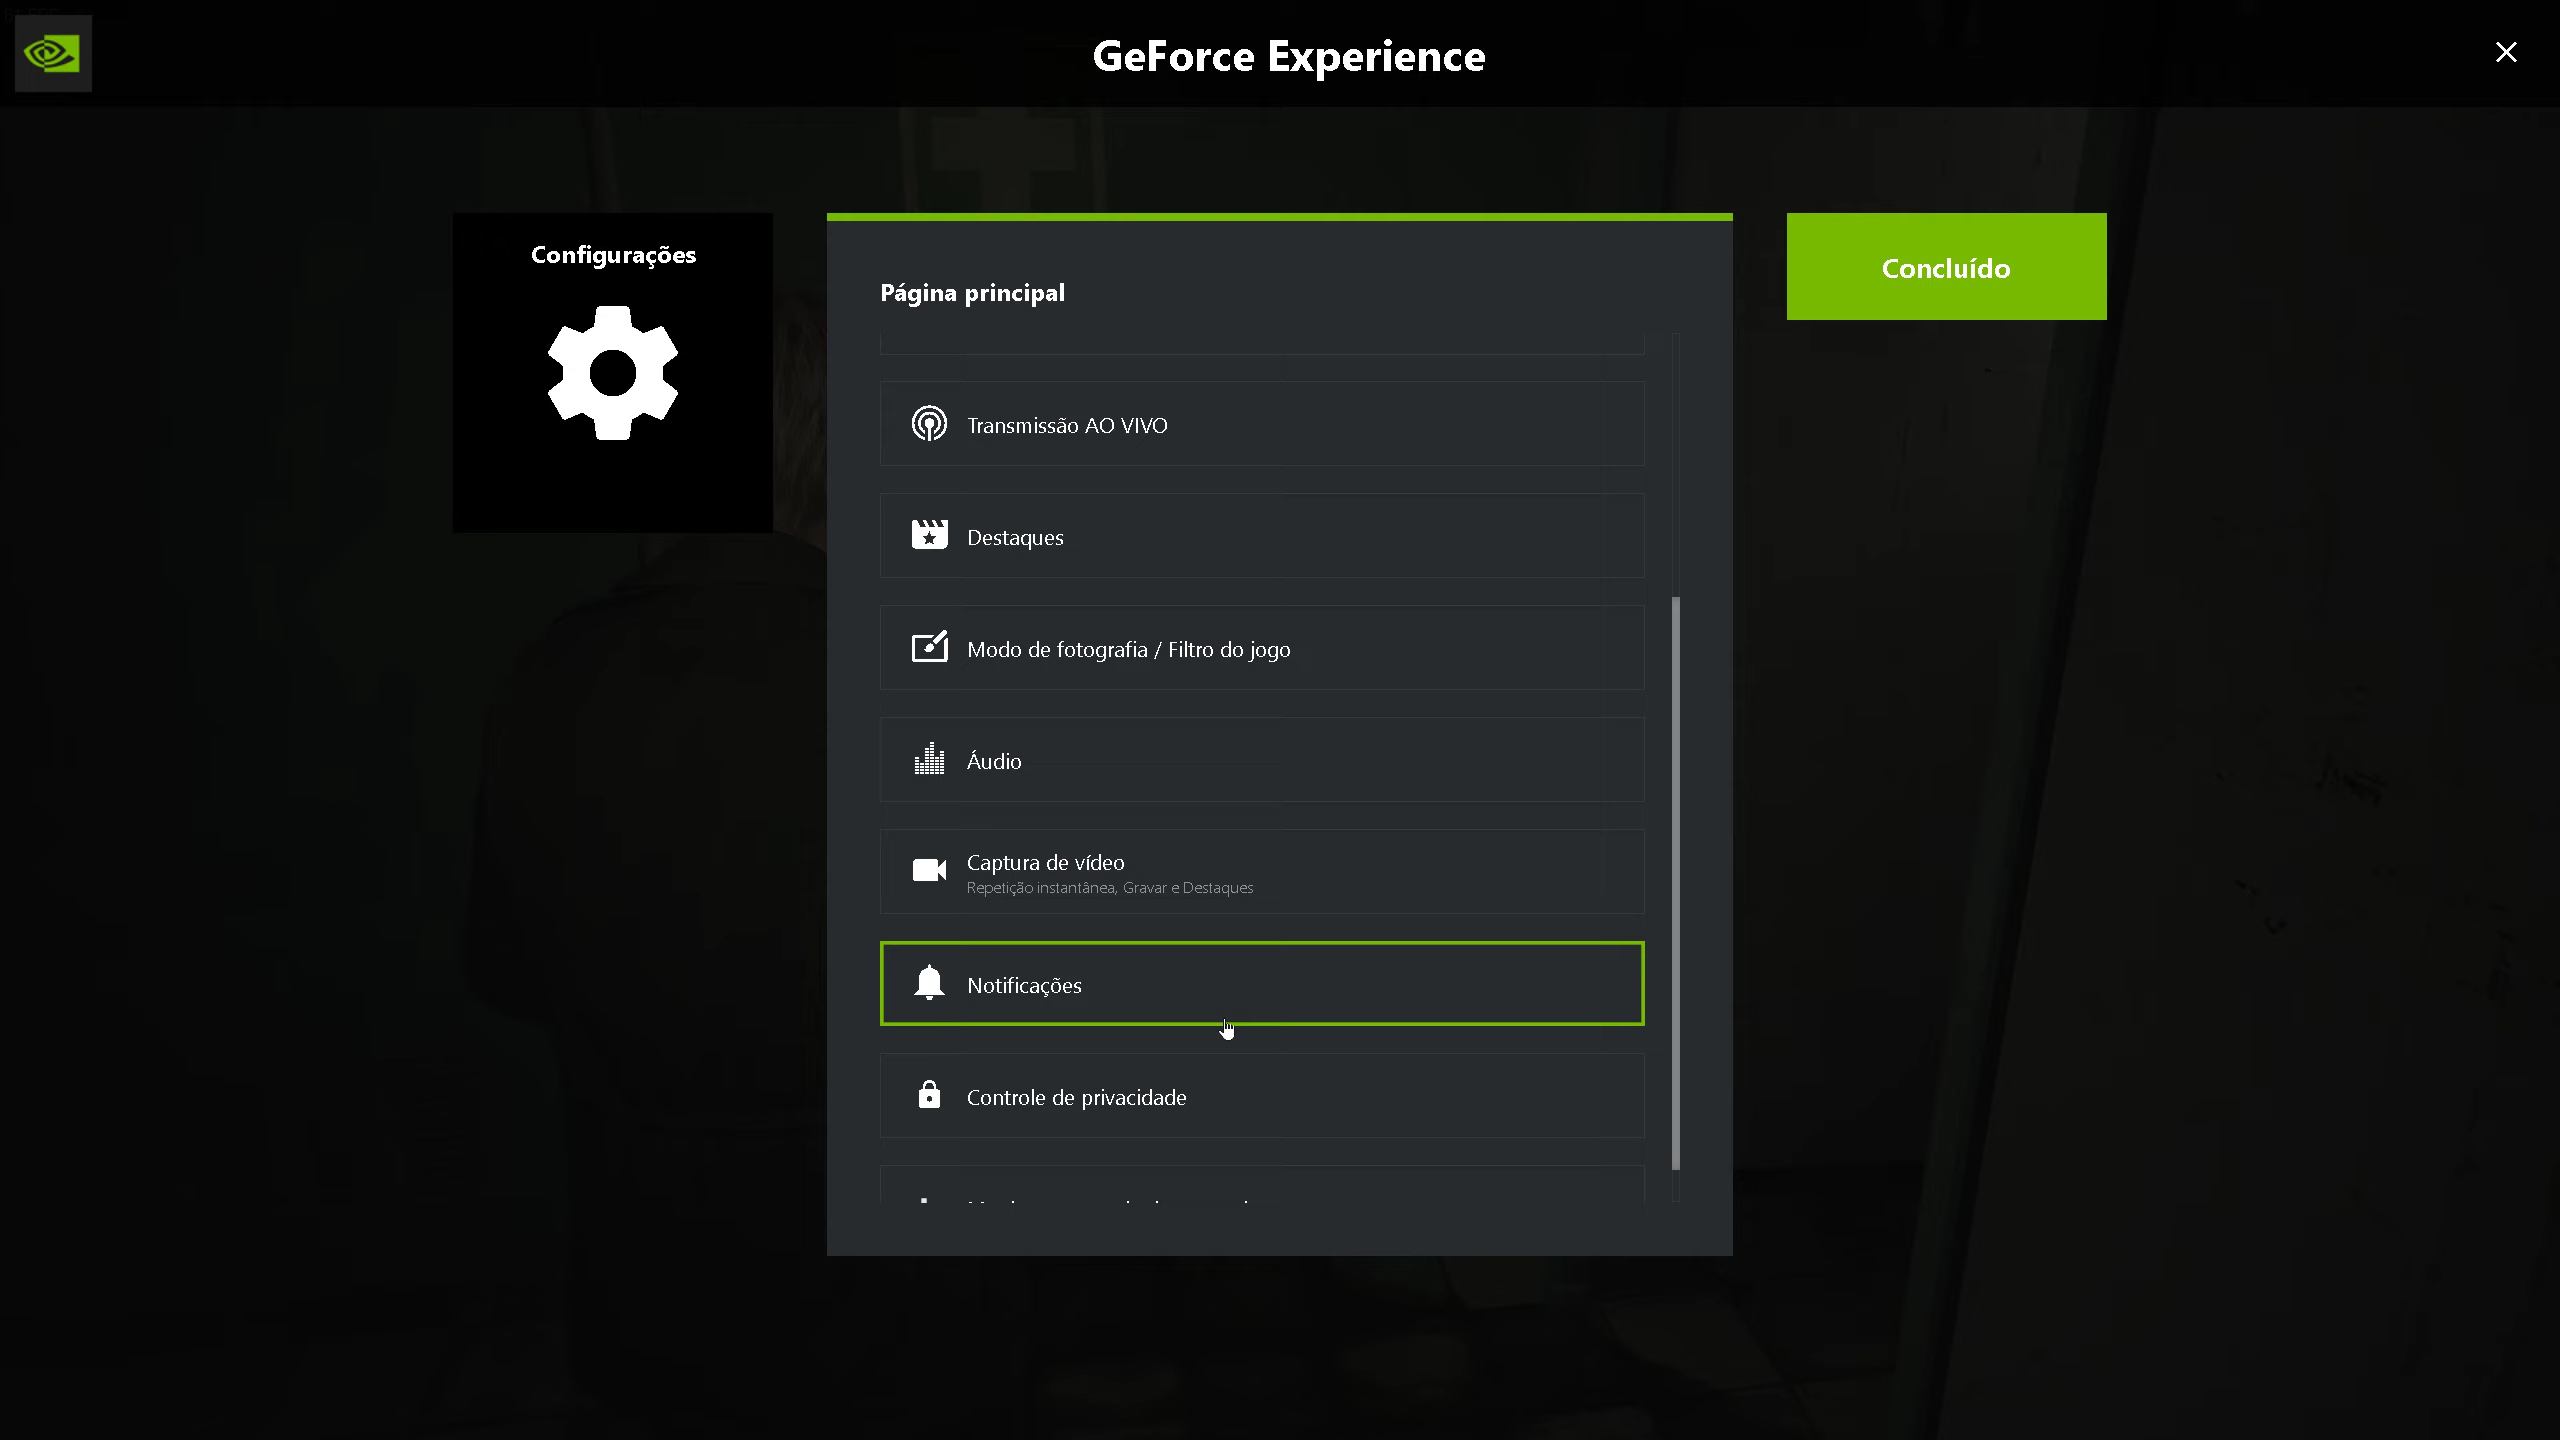 GeForce Experience
Configurações
Página principal
Concluído
Transmissão AO VIVO
Destaques
Modo de fotografia / Filtro do jogo
Áudio
Captura de vídeo
Repetição instantânea, Gravar e Destaques
Notificações
Controle de privacidade